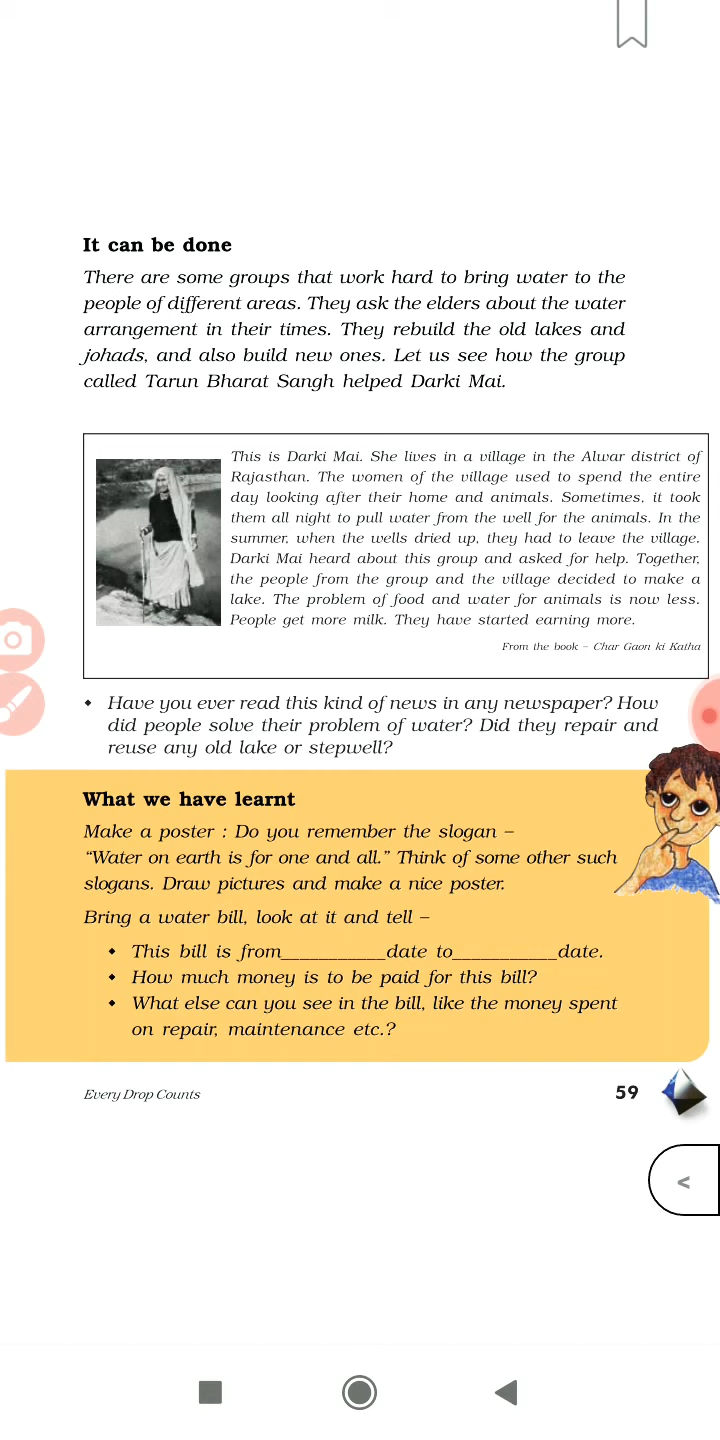 It can be done
There are some groups that work hard to bring water to the
people of different areas. They ask the elders about the water
arrangement in their times. They rebuild the old lakes and
johads, and also build new ones. Let us see how the group
called Tarun Bharat Sangh helped Darki Mai.
This is Darki Mai. She lives in a village in the Alwar district of
Rajasthan. The women of the village used to spend the entire
day looking after their home and animals. Sometimes, it took
them all night to pull water from the well for the animals. In the
summer, when the wells dried up, they had to leave the village.
Darki Mai heard about this group and asked for help. Together,
the people from the group and the village decided to make a
lake. The problem of food and water for animals is now less.
People get more milk. They have started earning more.
From the book – Char Gaon ki Katha
◆ Have you ever read this kind of news in any newspaper? How
did people solve their problem of water? Did they repair and
reuse any old lake or stepwell?
What we have learnt
Make a poster : Do you remember the slogan –
“Water on earth is for one and all.” Think of some other such
slogans. Draw pictures and make a nice poster.
Bring a water bill, look at it and tell –
◆ This bill is from___________date to___________date.
◆ How much money is to be paid for this bill?
◆ What else can you see in the bill, like the money spent
on repair, maintenance etc.?
Every Drop Counts 59
<